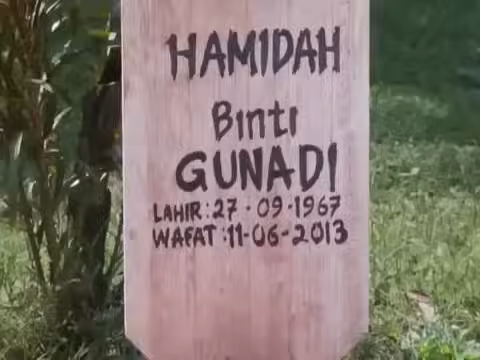 HAMIDAH
Binti
GUNADI
LAHIR : 27 - 09 -1967
WAFAT : 11-06-2013